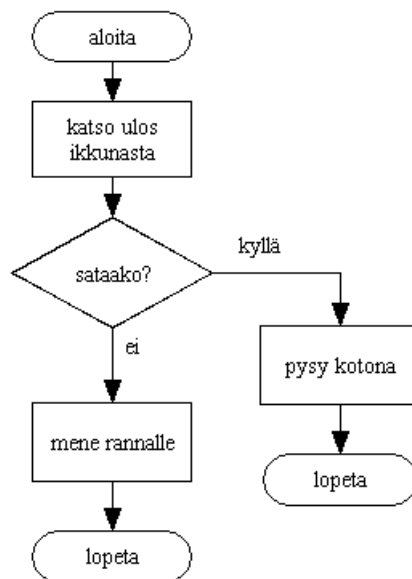 aloita
katso ulos
ikkunasta
sataako?
kyllä
ei
pysy kotona
mene rannalle
lopeta
lopeta